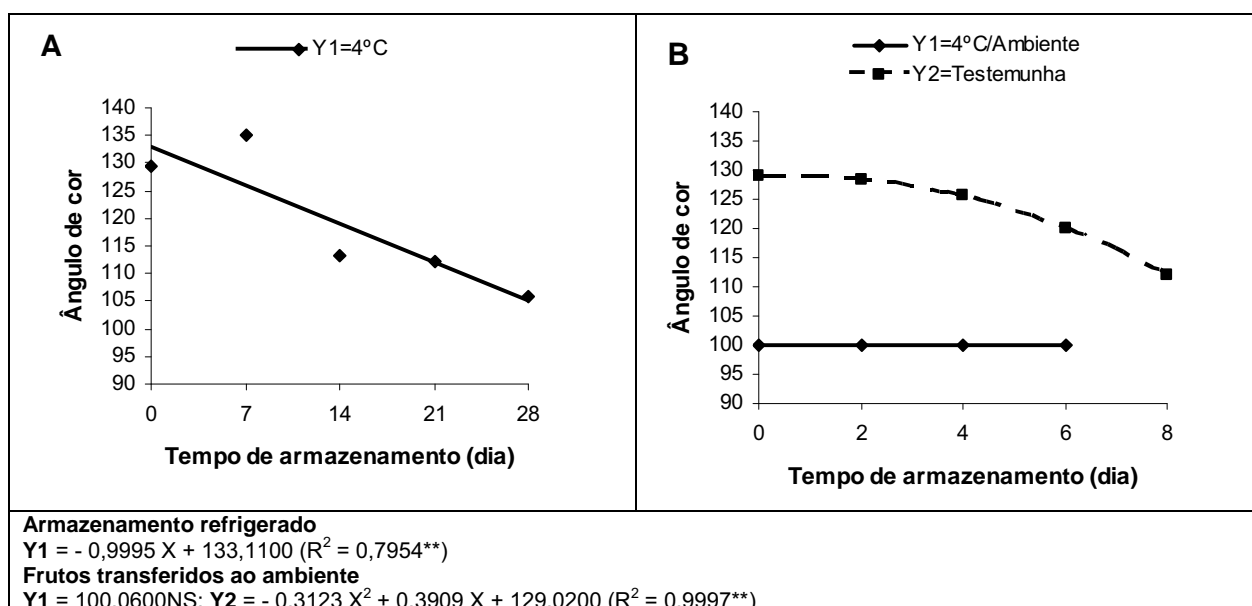 A
Y1=4ºC
Ângulo de cor
140
135
130
125
120
115
110
105
100
95
90
0 7 14 21 28
Tempo de armazenamento (dia)
B
Y1=4ºC/Ambiente
Y2=Testemunha
Ângulo de cor
140
135
130
125
120
115
110
105
100
95
90
0 2 4 6 8
Tempo de armazenamento (dia)
Armazenamento refrigerado
Y1 = - 0,9995 X + 133,1100 (R² = 0,7954**)
Frutos transferidos ao ambiente
Y1 = 100,0600NS; Y2 = - 0,3123 X² + 0,3909 X + 129,0200 (R² = 0,9997**)